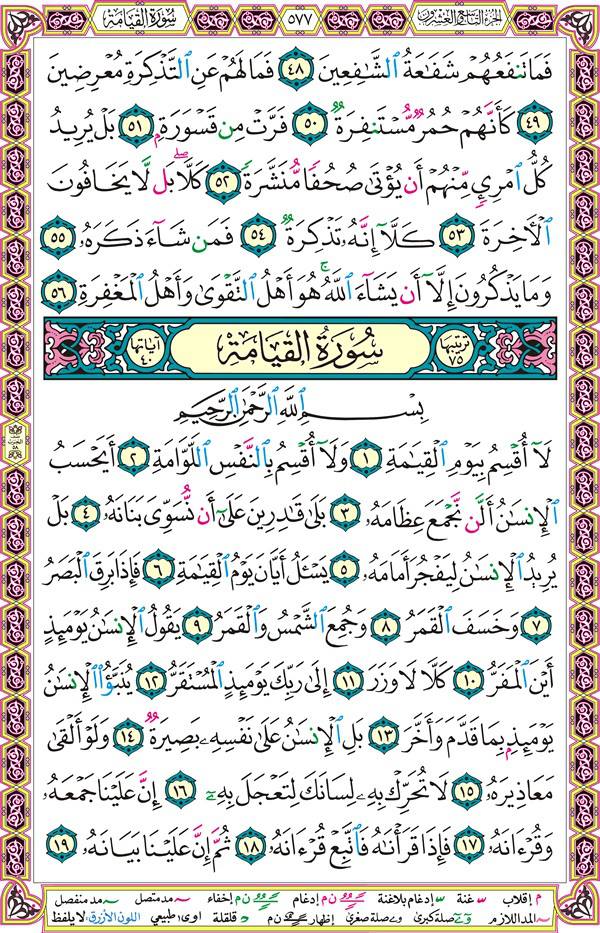 الجزء التاسع والعشرون ٥٧٧ سُورَةُ القِيَامَة
فَمَا تَنفَعُهُمْ شَفَـٰعَةُ ٱلشَّـٰفِعِينَ ٤٨ فَمَا لَهُمْ عَنِ ٱلتَّذْكِرَةِ مُعْرِضِينَ
٤٩ كَأَنَّهُمْ حُمُرٌ مُّسْتَنفِرَةٌ ٥٠ فَرَّتْ مِن قَسْوَرَةٍۭ ٥١ بَلْ يُرِيدُ
كُلُّ ٱمْرِئٍ مِّنْهُمْ أَن يُؤْتَىٰ صُحُفًا مُّنَشَّرَةً ٥٢ كَلَّاۖ بَل لَّا يَخَافُونَ
ٱلْـَٔاخِرَةَ ٥٣ كَلَّآ إِنَّهُۥ تَذْكِرَةٌ ٥٤ فَمَن شَآءَ ذَكَرَهُۥ ٥٥
وَمَا يَذْكُرُونَ إِلَّآ أَن يَشَآءَ ٱللَّهُۚ هُوَ أَهْلُ ٱلتَّقْوَىٰ وَأَهْلُ ٱلْمَغْفِرَةِ ٥٦
ترتيبها ٧٥ سُورَةُ القِيَامَةِ آياتها ٤٠
بِسْمِ ٱللَّهِ ٱلرَّحْمَـٰنِ ٱلرَّحِيمِ
لَآ أُقْسِمُ بِيَوْمِ ٱلْقِيَـٰمَةِ ١ وَلَآ أُقْسِمُ بِٱلنَّفْسِ ٱللَّوَّامَةِ ٢ أَيَحْسَبُ
ٱلْإِنسَـٰنُ أَلَّن نَّجْمَعَ عِظَامَهُۥ ٣ بَلَىٰ قَـٰدِرِينَ عَلَىٰٓ أَن نُّسَوِّىَ بَنَانَهُۥ ٤ بَلْ
يُرِيدُ ٱلْإِنسَـٰنُ لِيَفْجُرَ أَمَامَهُۥ ٥ يَسْـَٔلُ أَيَّانَ يَوْمُ ٱلْقِيَـٰمَةِ ٦ فَإِذَا بَرِقَ ٱلْبَصَرُ
٧ وَخَسَفَ ٱلْقَمَرُ ٨ وَجُمِعَ ٱلشَّمْسُ وَٱلْقَمَرُ ٩ يَقُولُ ٱلْإِنسَـٰنُ يَوْمَئِذٍ
أَيْنَ ٱلْمَفَرُّ ١٠ كَلَّا لَا وَزَرَ ١١ إِلَىٰ رَبِّكَ يَوْمَئِذٍ ٱلْمُسْتَقَرُّ ١٢ يُنَبَّؤُا۟ ٱلْإِنسَـٰنُ
يَوْمَئِذٍۭ بِمَا قَدَّمَ وَأَخَّرَ ١٣ بَلِ ٱلْإِنسَـٰنُ عَلَىٰ نَفْسِهِۦ بَصِيرَةٌ ١٤ وَلَوْ أَلْقَىٰ
مَعَاذِيرَهُۥ ١٥ لَا تُحَرِّكْ بِهِۦ لِسَانَكَ لِتَعْجَلَ بِهِۦٓ ١٦ إِنَّ عَلَيْنَا جَمْعَهُۥ
وَقُرْءَانَهُۥ ١٧ فَإِذَا قَرَأْنَـٰهُ فَٱتَّبِعْ قُرْءَانَهُۥ ١٨ ثُمَّ إِنَّ عَلَيْنَا بَيَانَهُۥ ١٩
م إقلاب غنة إدغام بلاغنة ن م إدغام ن م إخفاء مد متصل مد منفصل
المد اللازم صلة كبرى صلة صغرى إظهار ن م قلقلة اوى طبيعي اللون الأزرق: لا يلفظ